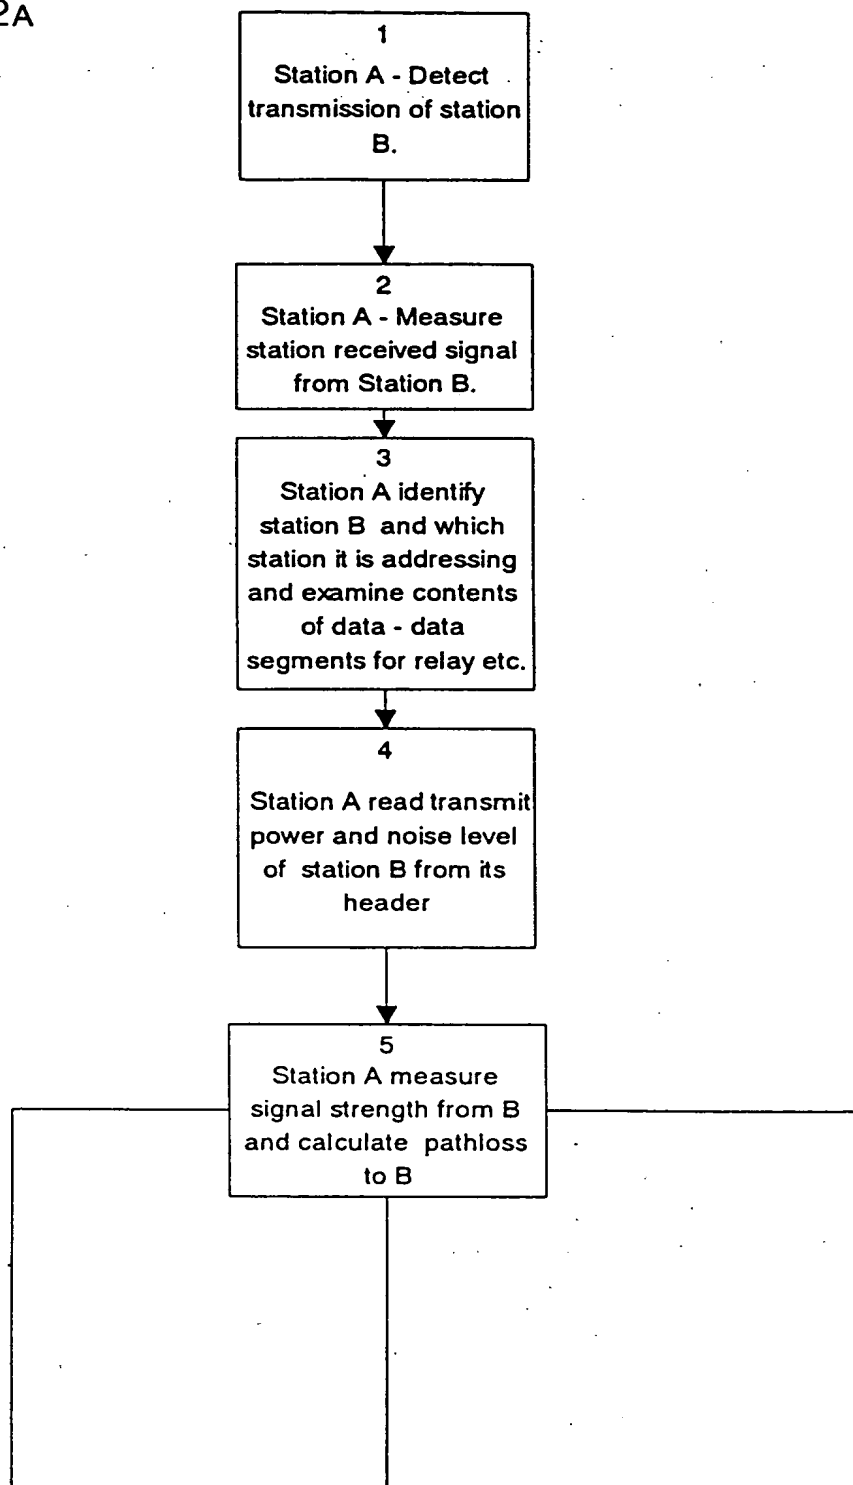 2A
1
Station A - Detect
transmission of station
B.
2
Station A - Measure
station received signal
from Station B.
3
Station A identify
station B and which
station it is addressing
and examine contents
of data - data
segments for relay etc.
4
Station A read transmit
power and noise level
of station B from its
header
5
Station A measure
signal strength from B
and calculate pathloss
to B